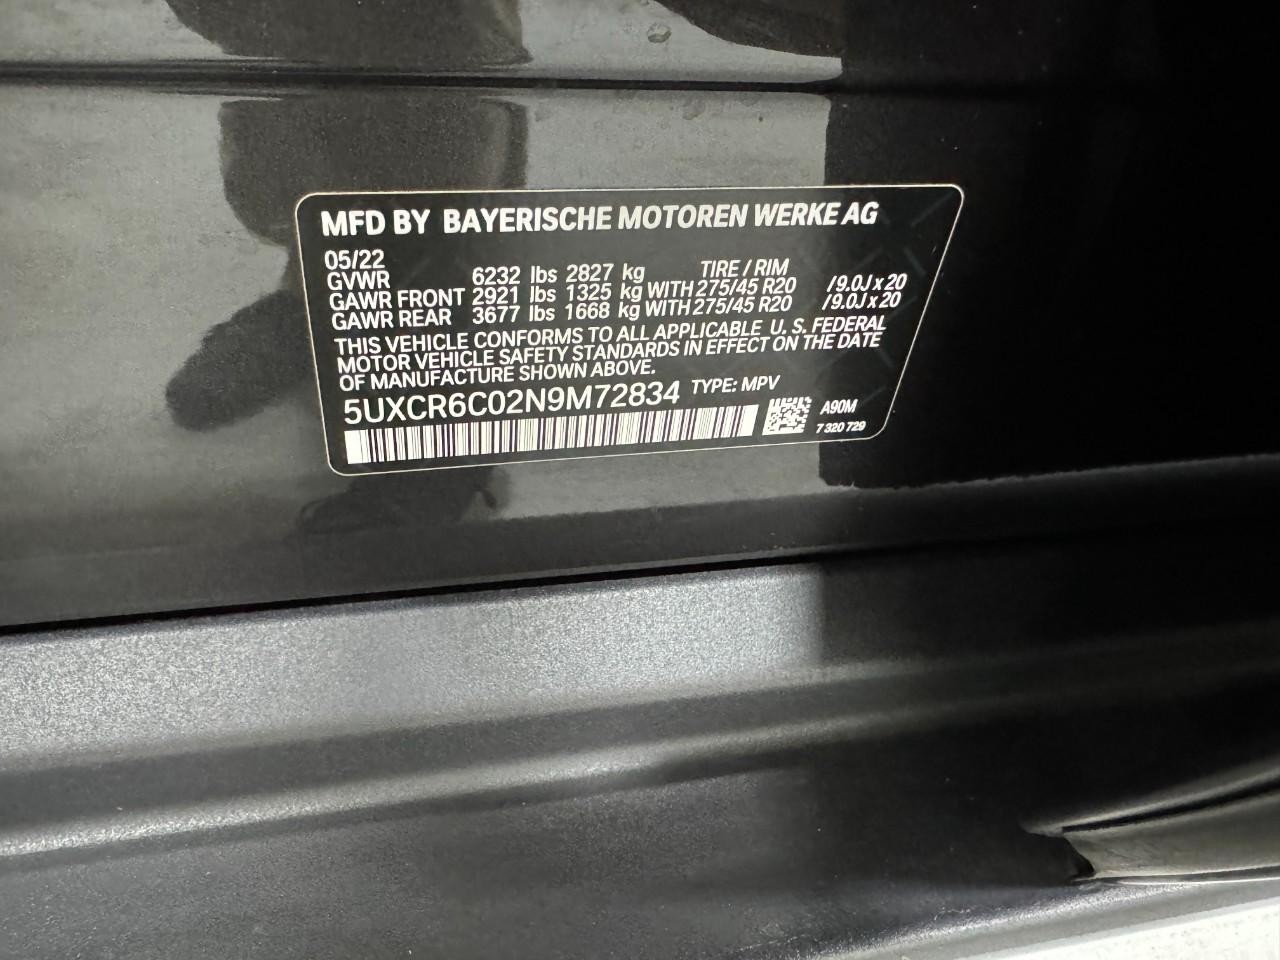 MFD BY BAYERISCHE MOTOREN WERKE AG
05/22
GVWR 6232 lbs 2827 kg TIRE / RIM
GAWR FRONT 2921 lbs 1325 kg WITH 275/45 R20 /9.0J x 20
GAWR REAR 3677 lbs 1668 kg WITH 275/45 R20 /9.0J x 20
THIS VEHICLE CONFORMS TO ALL APPLICABLE U. S. FEDERAL
MOTOR VEHICLE SAFETY STANDARDS IN EFFECT ON THE DATE
OF MANUFACTURE SHOWN ABOVE.
5UXCR6C02N9M72834 TYPE: MPV
A90M
7 320 729